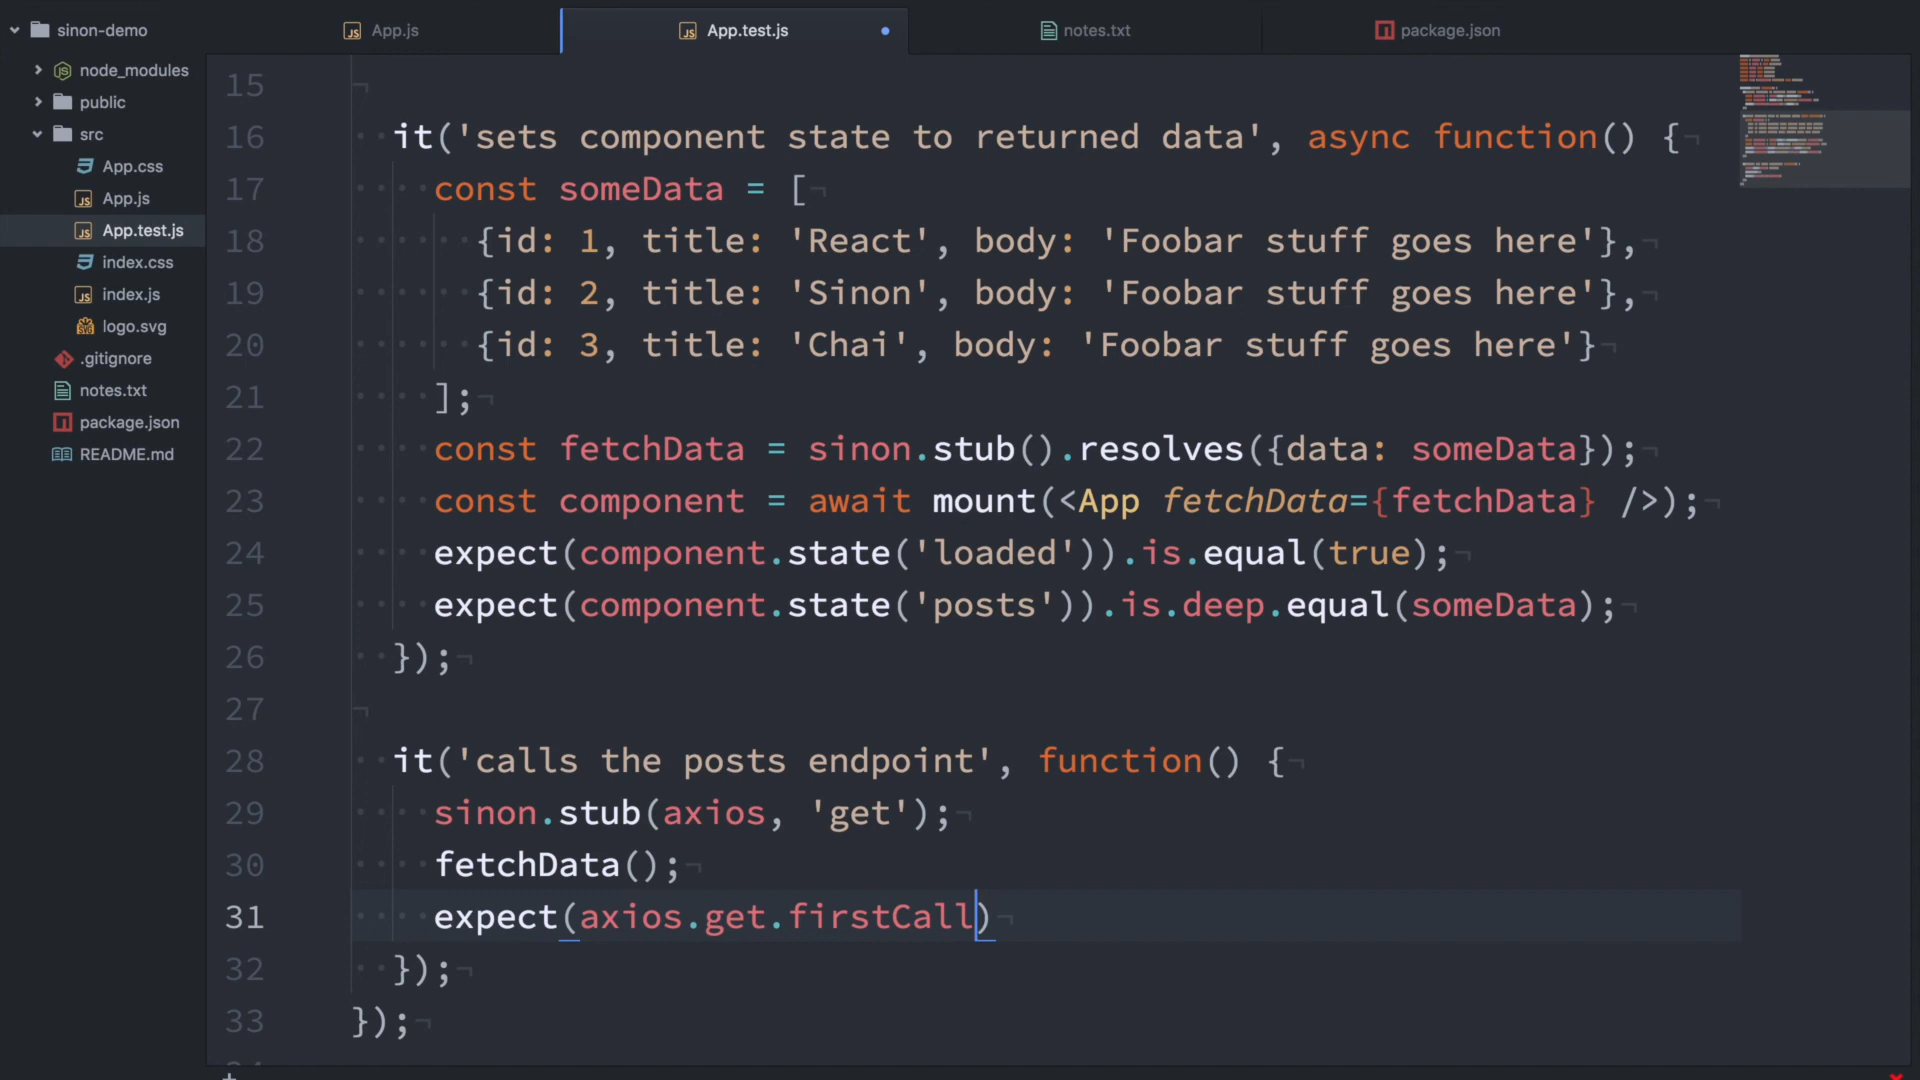 sinon-demo
App.js
App.test.js
notes.txt
package.json
node_modules
public
src
App.css
App.js
App.test.js
index.css
index.js
logo.svg
.gitignore
notes.txt
package.json
README.md
15
16 it('sets component state to returned data', async function() {
17 const someData = [
18 {id: 1, title: 'React', body: 'Foobar stuff goes here'},
19 {id: 2, title: 'Sinon', body: 'Foobar stuff goes here'},
20 {id: 3, title: 'Chai', body: 'Foobar stuff goes here'}
21 ];
22 const fetchData = sinon.stub().resolves({data: someData});
23 const component = await mount(<App fetchData={fetchData} />);
24 expect(component.state('loaded')).is.equal(true);
25 expect(component.state('posts')).is.deep.equal(someData);
26 });
27
28 it('calls the posts endpoint', function() {
29 sinon.stub(axios, 'get');
30 fetchData();
31 expect(axios.get.firstCall)
32 });
33 });